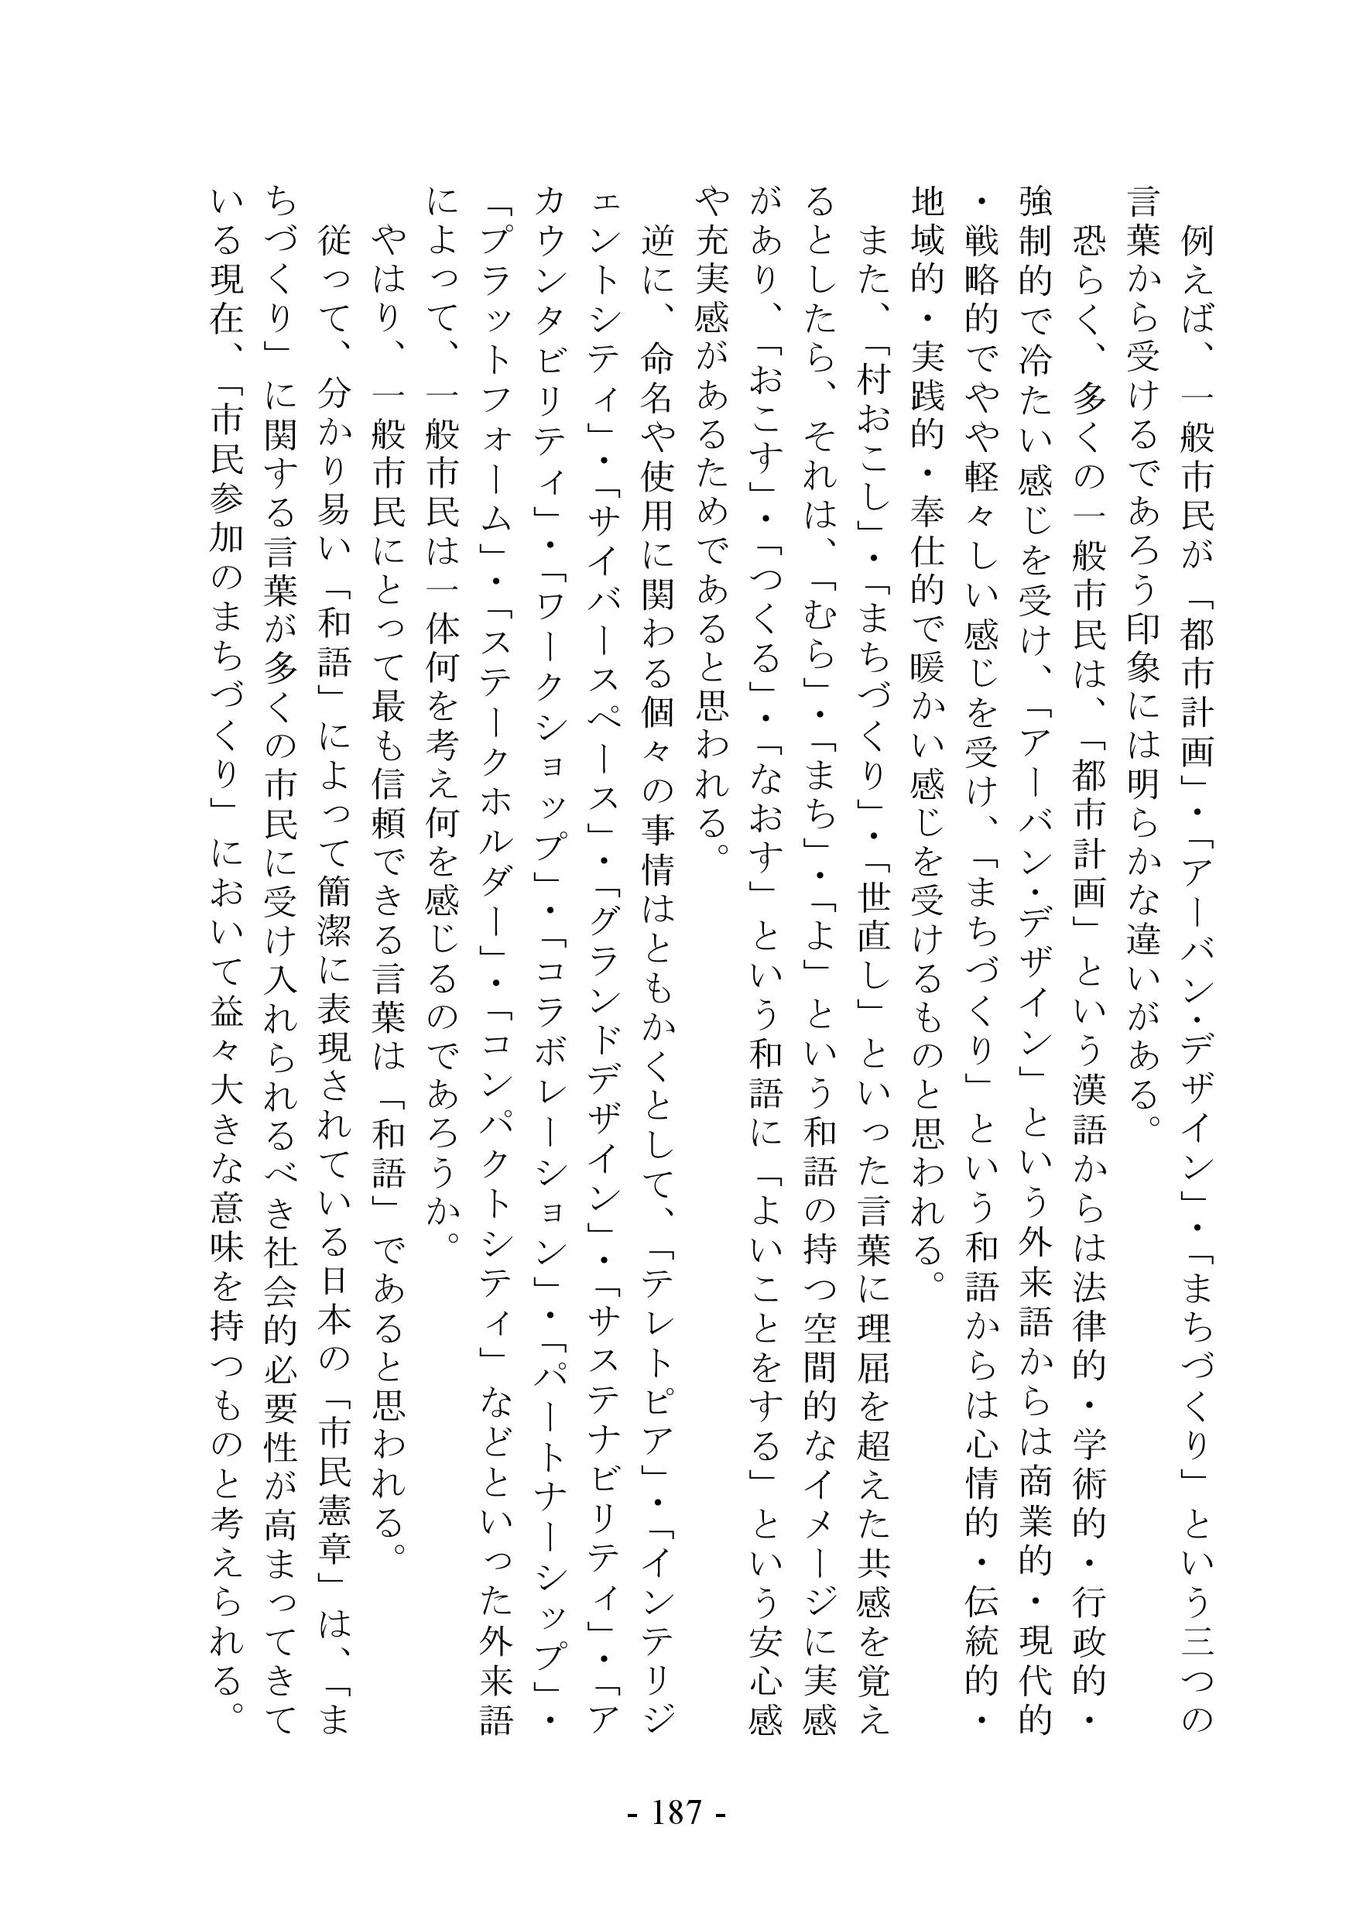 例えば、一般市民が「都市計画」・「アーバン・デザイン」・「まちづくり」という三つの
言葉から受けるであろう印象には明らかな違いがある。
　恐らく、多くの一般市民は、「都市計画」という漢語からは法律的・学術的・行政的・
強制的で冷たい感じを受け、「アーバン・デザイン」という外来語からは商業的・現代的
・戦略的でやや軽々しい感じを受け、「まちづくり」という和語からは心情的・伝統的・
地域的・実践的・奉仕的で暖かい感じを受けるものと思われる。
　また、「村おこし」・「まちづくり」・「世直し」といった言葉に理屈を超えた共感を覚え
るとしたら、それは、「むら」・「まち」・「よ」という和語の持つ空間的なイメージに実感
があり、「おこす」・「つくる」・「なおす」という和語に「よいことをする」という安心感
や充実感があるためであると思われる。
　逆に、命名や使用に関わる個々の事情はともかくとして、「テレトピア」・「インテリジ
ェントシティ」・「サイバースペース」・「グランドデザイン」・「サステナビリティ」・「ア
カウンタビリティ」・「ワークショップ」・「コラボレーション」・「パートナーシップ」・
「プラットフォーム」・「ステークホルダー」・「コンパクトシティ」などといった外来語
によって、一般市民は一体何を考え何を感じるのであろうか。
　やはり、一般市民にとって最も信頼できる言葉は「和語」であると思われる。
　従って、分かり易い「和語」によって簡潔に表現されている日本の「市民憲章」は、「ま
ちづくり」に関する言葉が多くの市民に受け入れられるべき社会的必要性が高まってきて
いる現在、「市民参加のまちづくり」において益々大きな意味を持つものと考えられる。
- 187 -